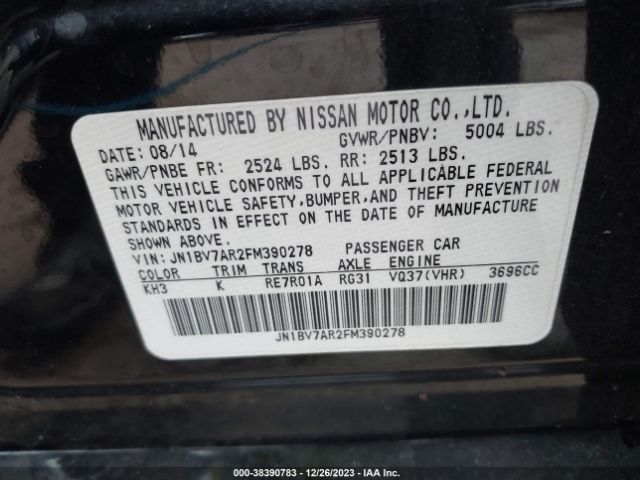 MANUFACTURED BY NISSAN MOTOR CO.,LTD.
DATE: 08/14 GVWR/PNBV: 5004 LBS.
GAWR/PNBE FR: 2524 LBS. RR: 2513 LBS.
THIS VEHICLE CONFORMS TO ALL APPLICABLE FEDERAL
MOTOR VEHICLE SAFETY,BUMPER,AND THEFT PREVENTION
STANDARDS IN EFFECT ON THE DATE OF MANUFACTURE
SHOWN ABOVE.
VIN: JN1BV7AR2FM390278 PASSENGER CAR
COLOR TRIM TRANS AXLE ENGINE
KH3 K RE7R01A RG31 VQ37(VHR) 3696CC
JN1BV7AR2FM390278
© 38390783 - 12/26/2023 - IAA Inc.